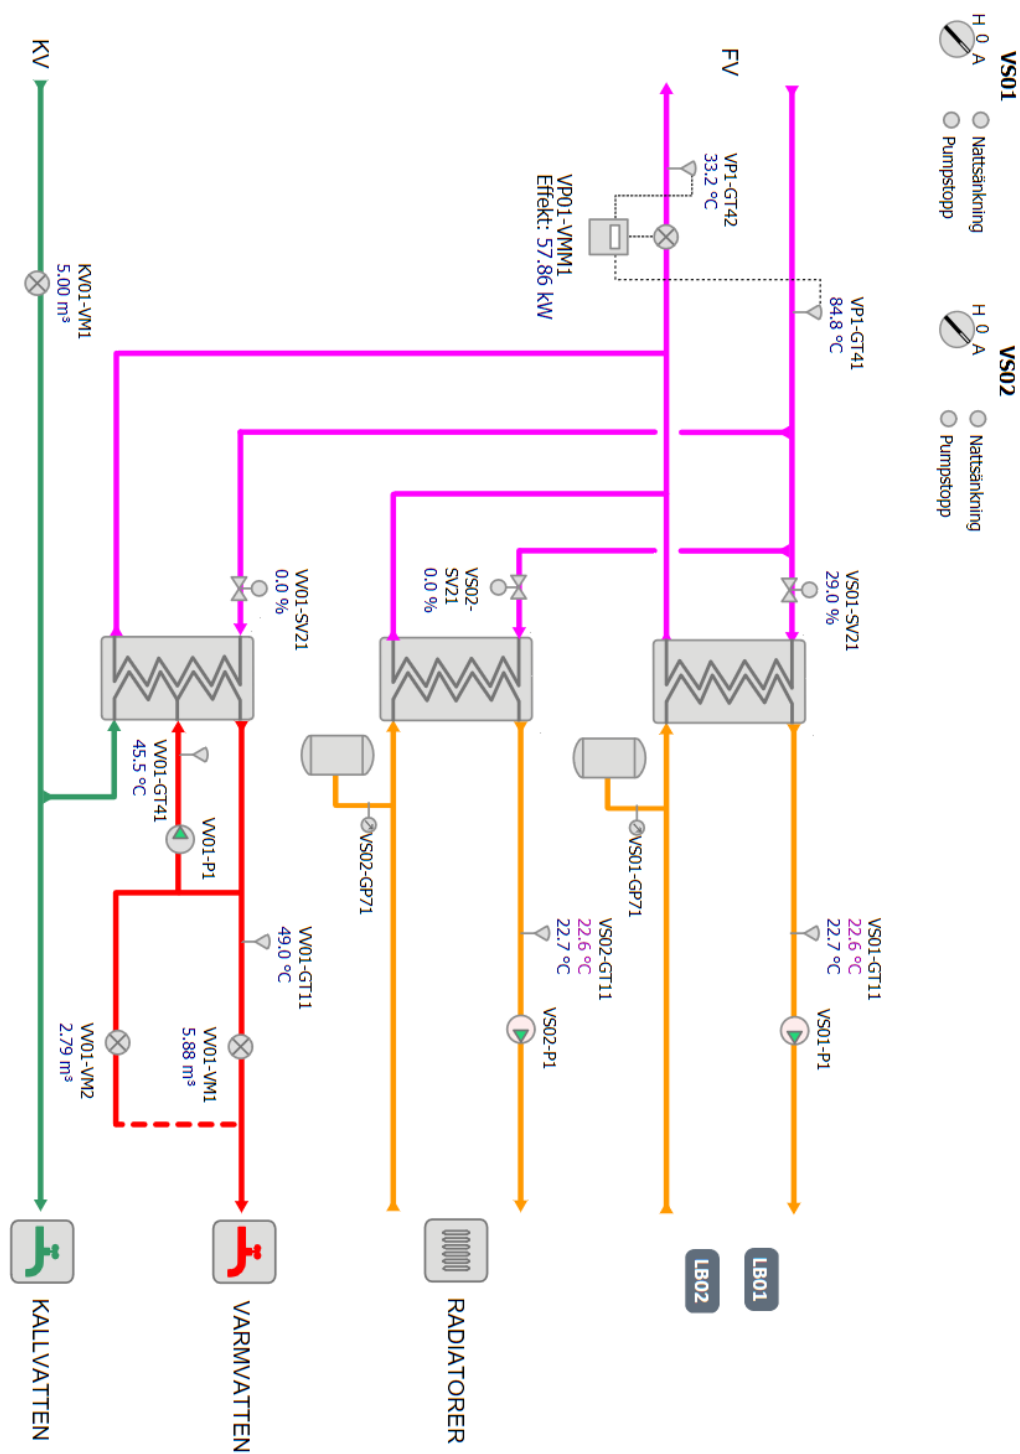 VS01
H 0 A
Nattsänkning
Pumpstopp
VS02
H 0 A
Nattsänkning
Pumpstopp
FV
VP1-GT41
84.8 °C
VP1-GT42
33.2 °C
VP01-VMM1
Effekt: 57.86 kW
VS01-SV21
29.0 %
VS01-GT11
22.6 °C
22.7 °C
VS01-P1
VS01-GP71
LB01
LB02
VS02-
SV21
0.0 %
VS02-GT11
22.6 °C
22.7 °C
VS02-P1
VS02-GP71
RADIATORER
VV01-SV21
0.0 %
VV01-GT11
49.0 °C
VV01-P1
VV01-GT41
45.5 °C
VV01-VM1
5.88 m³
VV01-VM2
2.79 m³
VARMVATTEN
KV
KV01-VM1
5.00 m³
KALLVATTEN